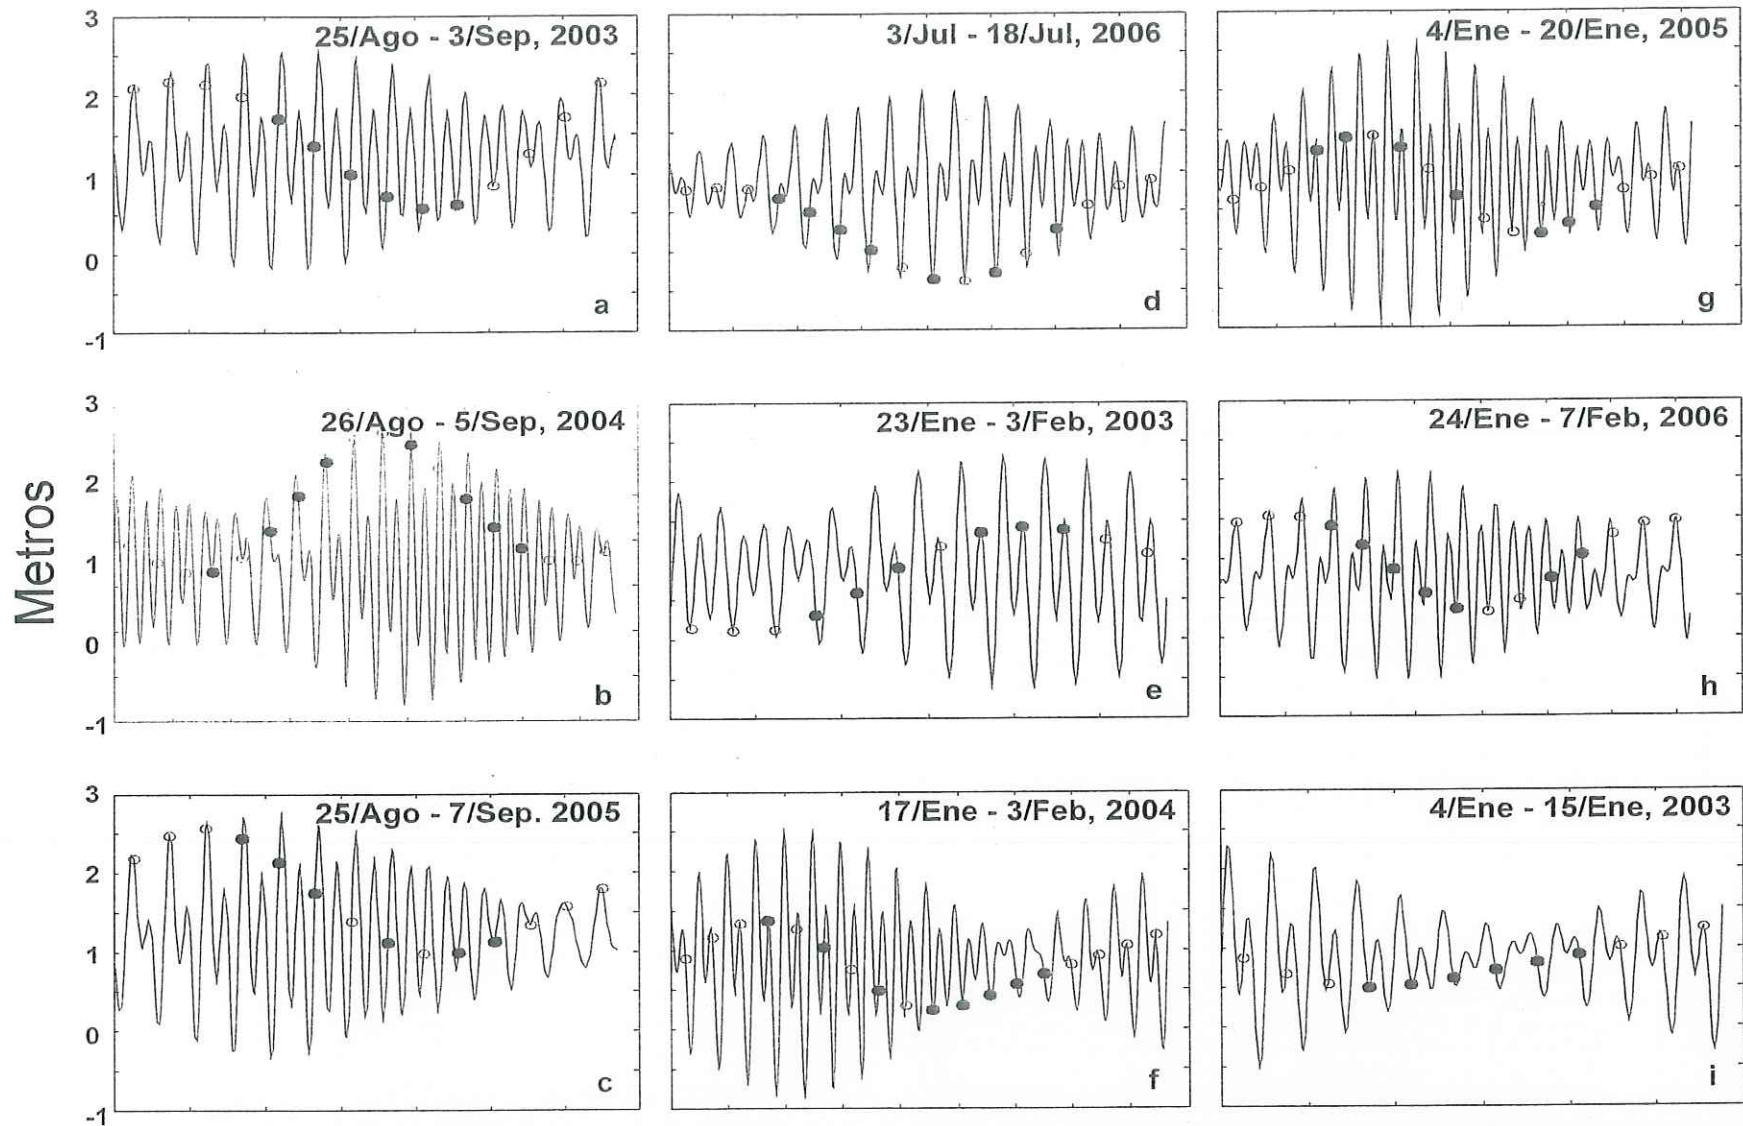 3
2
1
0
-1
25/Ago - 3/Sep, 2003
a
3/Jul - 18/Jul, 2006
d
4/Ene - 20/Ene, 2005
g
Metros
3
2
1
0
-1
26/Ago - 5/Sep, 2004
b
23/Ene - 3/Feb, 2003
e
24/Ene - 7/Feb, 2006
h
3
2
1
0
-1
25/Ago - 7/Sep. 2005
c
17/Ene - 3/Feb, 2004
f
4/Ene - 15/Ene, 2003
i